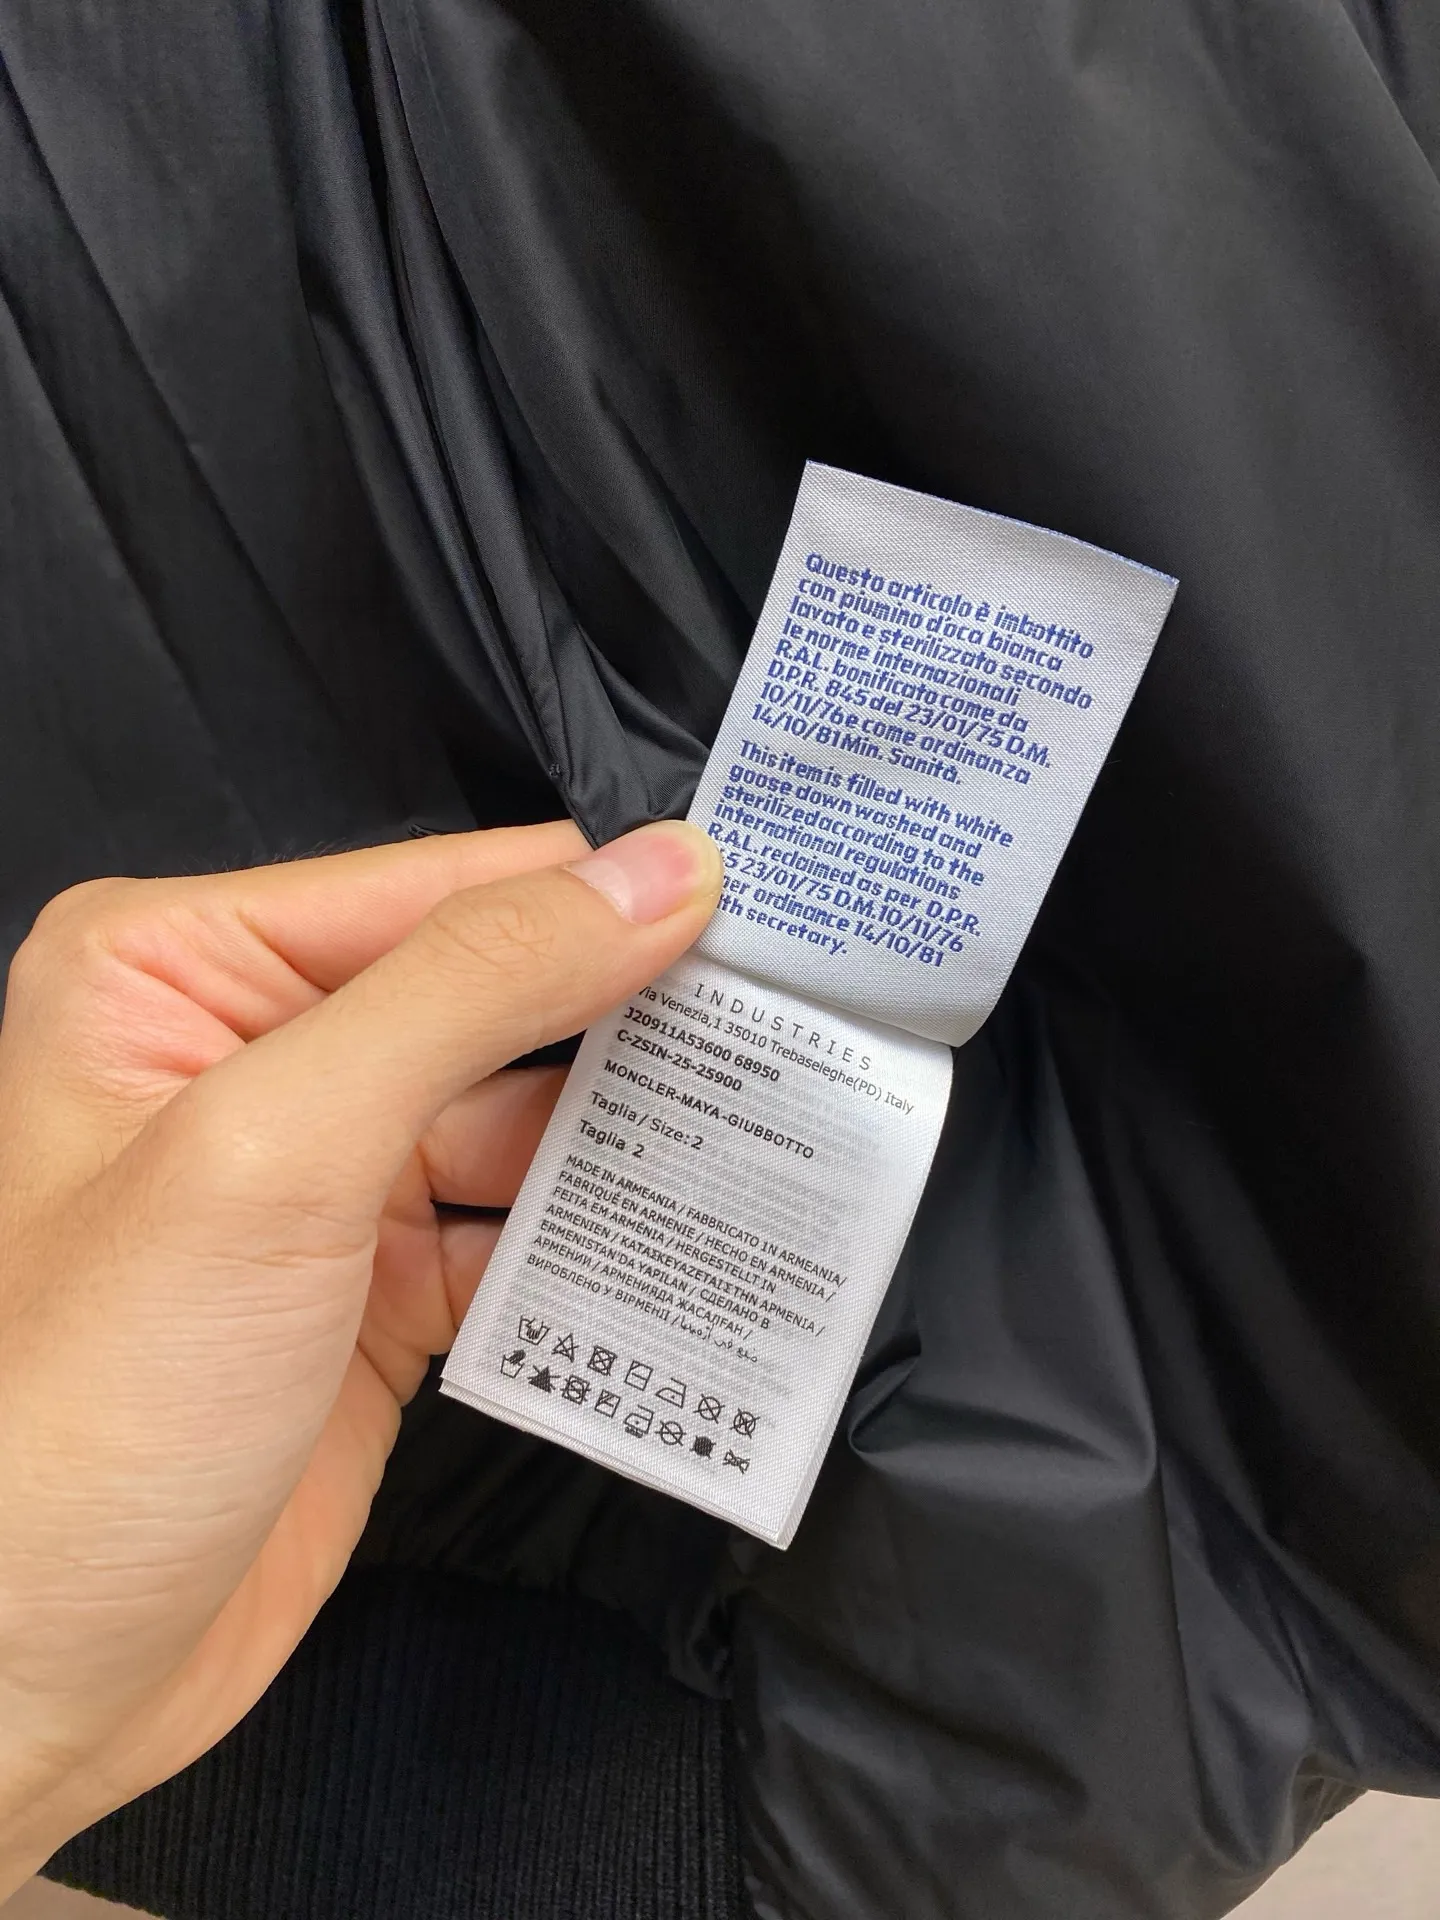 Questo articolo è imbottito
con piumino d'oca bianca
lavato e sterilizzato secondo
le norme internazionali
R.A.L. bonificato come da
D.P.R. 845 del 23/01/75 D.M.
10/11/76 e come ordinanza
14/10/81 Min. Sanità.
This item is filled with white
goose down washed and
sterilized according to the
international regulations
R.A.L. reclaimed as per D.P.R.
23/01/75 D.M. 10/11/76
ordinance 14/10/81
secretary.
INDUSTRIES
Via Venezia,1 35010 Trebaseleghe(PD) Italy
J20911A53600 68950
C-ZSIN-25-25900
MONCLER-MAYA-GIUBBOTTO
Taglia / Size: 2
Taglia 2
MADE IN ARMEANIA / FABBRICATO IN ARMEANIA/
FABRIQUÉ EN ARMENIE / HECHO EN ARMENIA /
FEITA EM ARMÉNIA / HERGESTELLT IN
ARMENIEN / ΚΑΤΑΣΚΕΥΑΖΕΤΑΙ ΣΤΗΝ ΑΡΜΕΝΙΑ /
ERMENISTAN'DA YAPILAN / СДЕЛАНО В
АРМЕНИИ / АРМЕНИЯДА ЖАСАЛҒАН /
ВИРОБЛЕНО У ВІРМЕНІЇ /